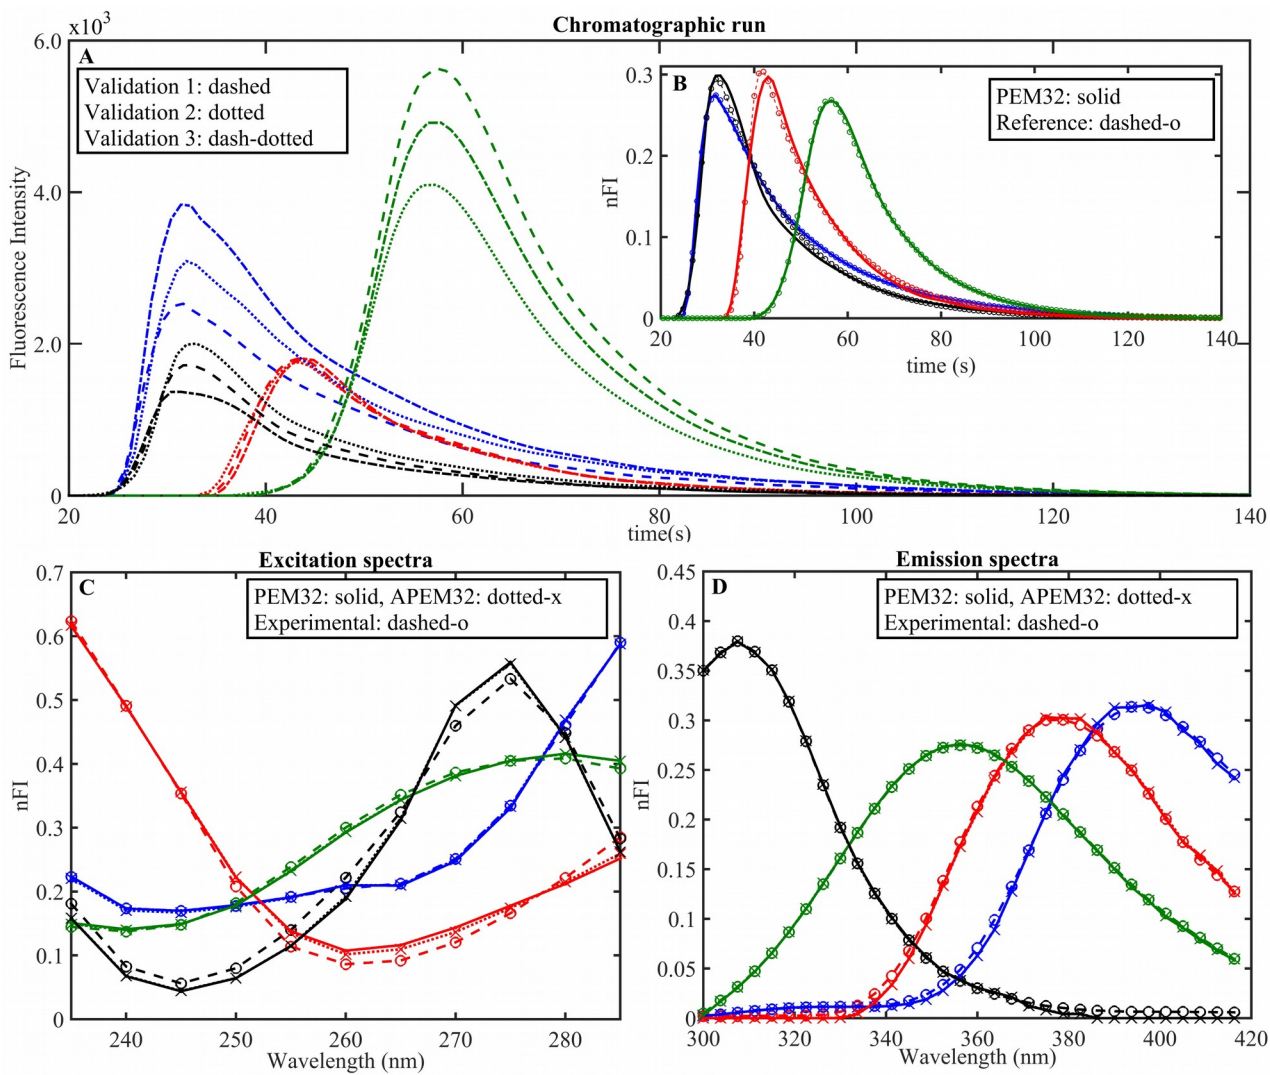 Chromatographic run
x10³
6.0
A
Validation 1: dashed
Validation 2: dotted
Validation 3: dash-dotted
4.0
2.0
0
Fluorescence Intensity
20 40 60 80 100 120 140
time(s)
B
PEM32: solid
Reference: dashed-o
0.3
0.2
0.1
0
nFI
20 40 60 80 100 120 140
time (s)
Excitation spectra
C
PEM32: solid, APEM32: dotted-x
Experimental: dashed-o
0.7
0.6
0.5
0.4
0.3
0.2
0.1
0
nFI
240 250 260 270 280
Wavelength (nm)
Emission spectra
D
PEM32: solid, APEM32: dotted-x
Experimental: dashed-o
0.45
0.4
0.35
0.3
0.25
0.2
0.15
0.1
0.05
0
nFI
300 320 340 360 380 400 420
Wavelength (nm)